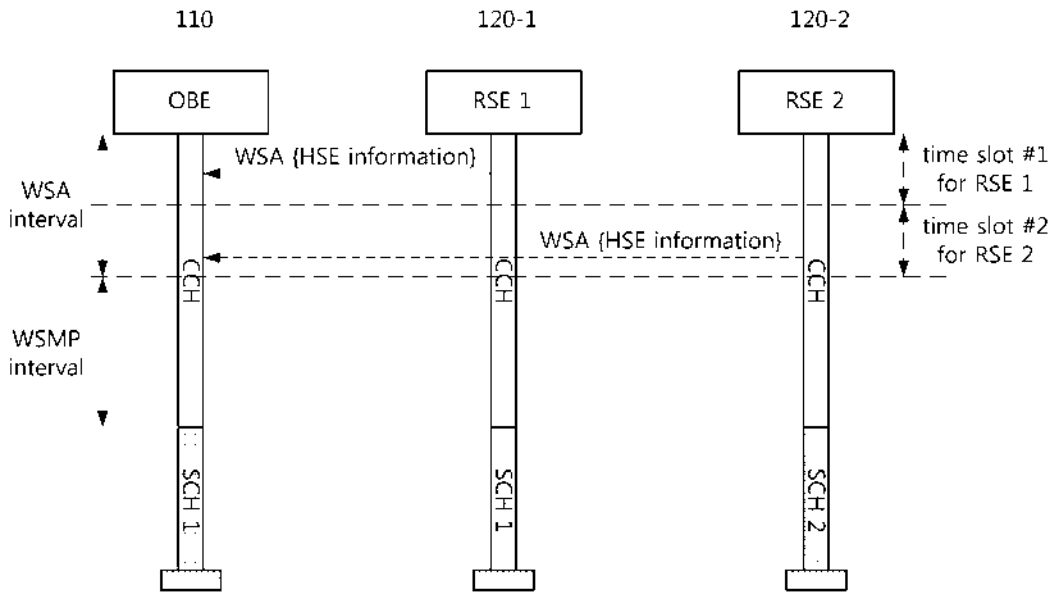 110
120-1
120-2
OBE
RSE 1
RSE 2
WSA {HSE information}
time slot #1
for RSE 1
WSA
interval
WSA {HSE information}
time slot #2
for RSE 2
CCH
CCH
CCH
WSMP
interval
SCH 1
SCH 1
SCH 2